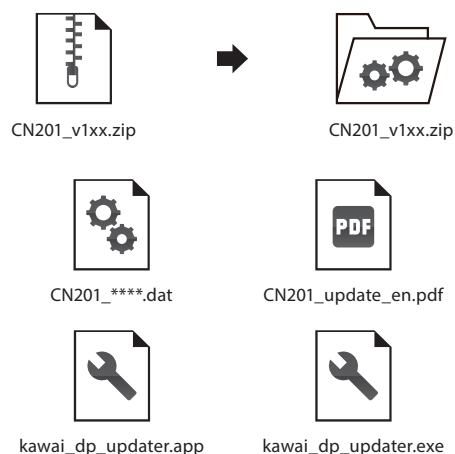 CN201_v1xx.zip
CN201_v1xx.zip
PDF
CN201_****.dat
CN201_update_en.pdf
kawai_dp_updater.app
kawai_dp_updater.exe